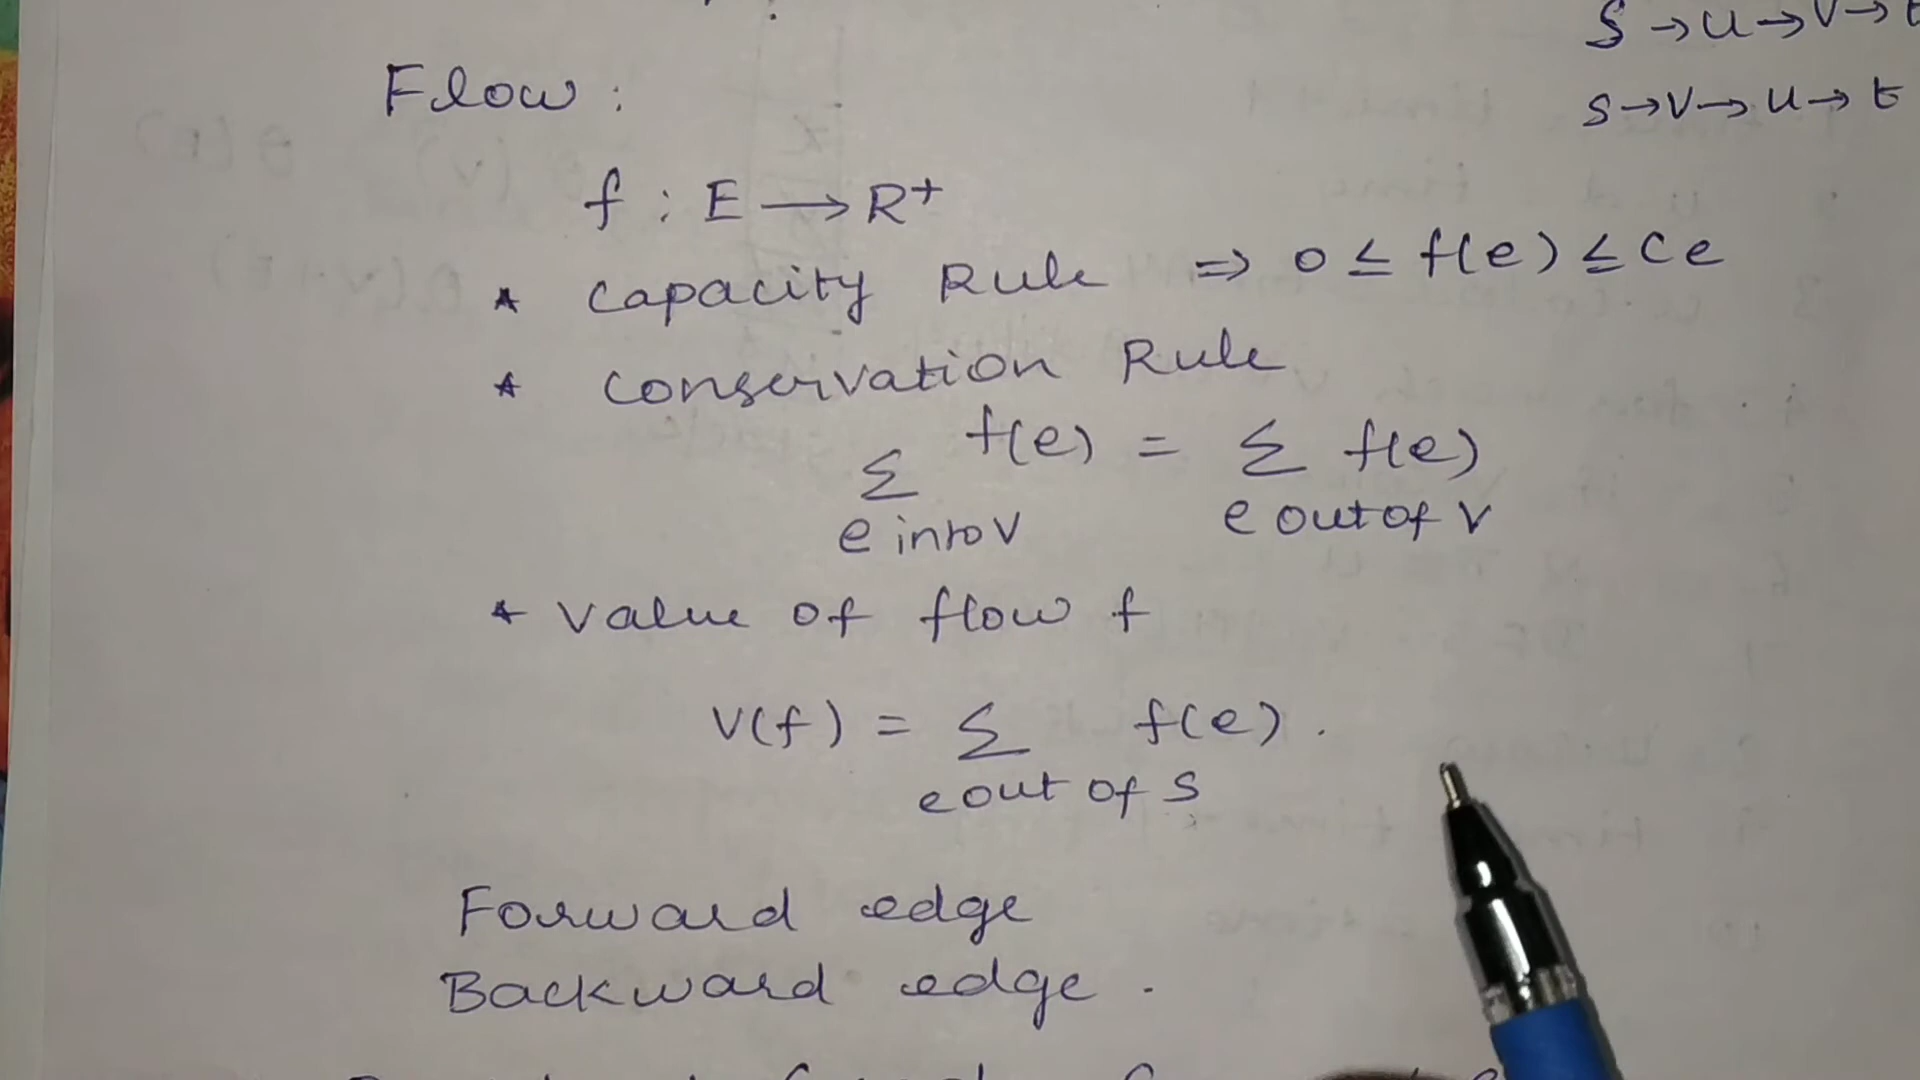 S → u → v → t
s → v → u → t
Flow :
f : E → R⁺
* Capacity Rule ⇒ 0 ≤ f(e) ≤ Ce
* Conservation Rule
Σ f(e) = Σ f(e)
e into v e out of v
* Value of flow f
v(f) = Σ f(e).
e out of s
Forward edge
Backward edge.